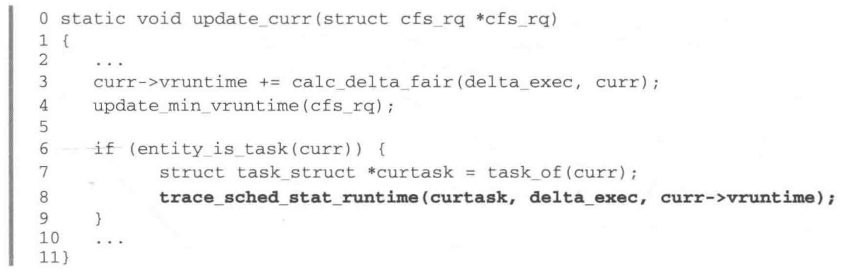 0 static void update_curr(struct cfs_rq *cfs_rq)
1 {
2     ...
3     curr->vruntime += calc_delta_fair(delta_exec, curr);
4     update_min_vruntime(cfs_rq);
5
6     if (entity_is_task(curr)) {
7           struct task_struct *curtask = task_of(curr);
8           trace_sched_stat_runtime(curtask, delta_exec, curr->vruntime);
9     }
10    ...
11}